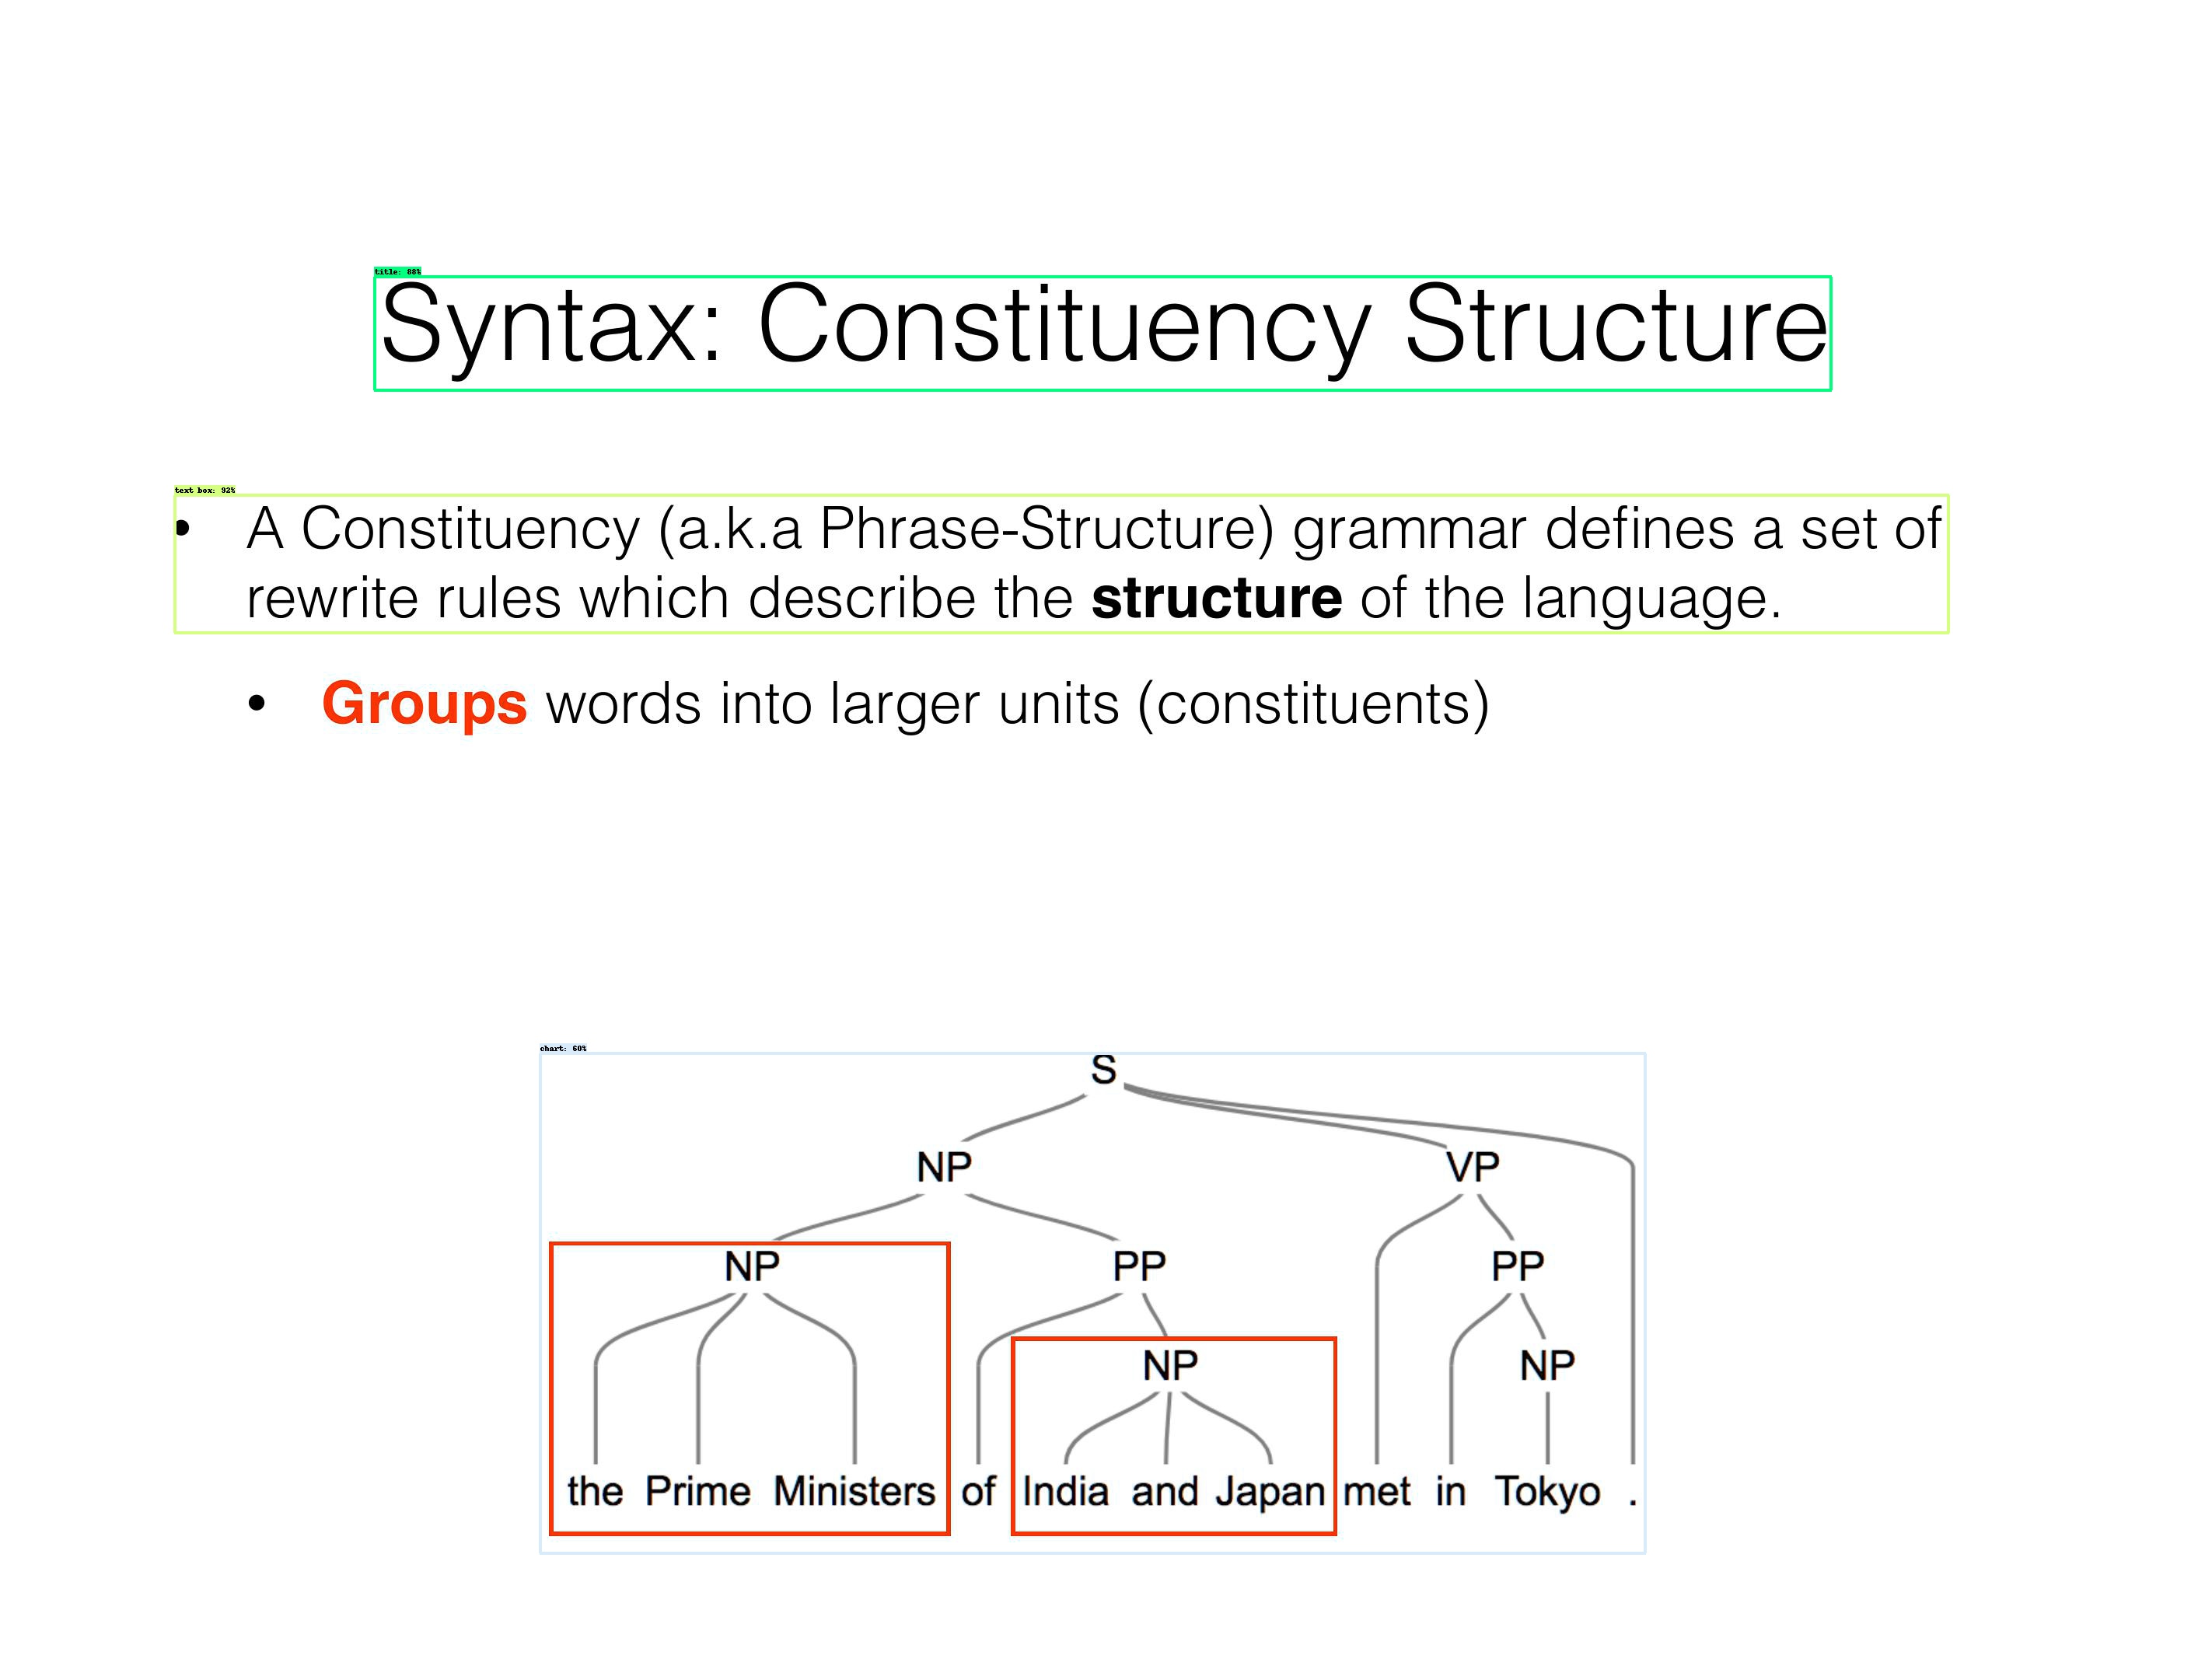 title: 88%
Syntax: Constituency Structure
text box: 92%
• A Constituency (a.k.a Phrase-Structure) grammar defines a set of
rewrite rules which describe the structure of the language.
• Groups words into larger units (constituents)
chart: 60%
S
NP VP
NP PP PP
NP NP
the Prime Ministers of India and Japan met in Tokyo .